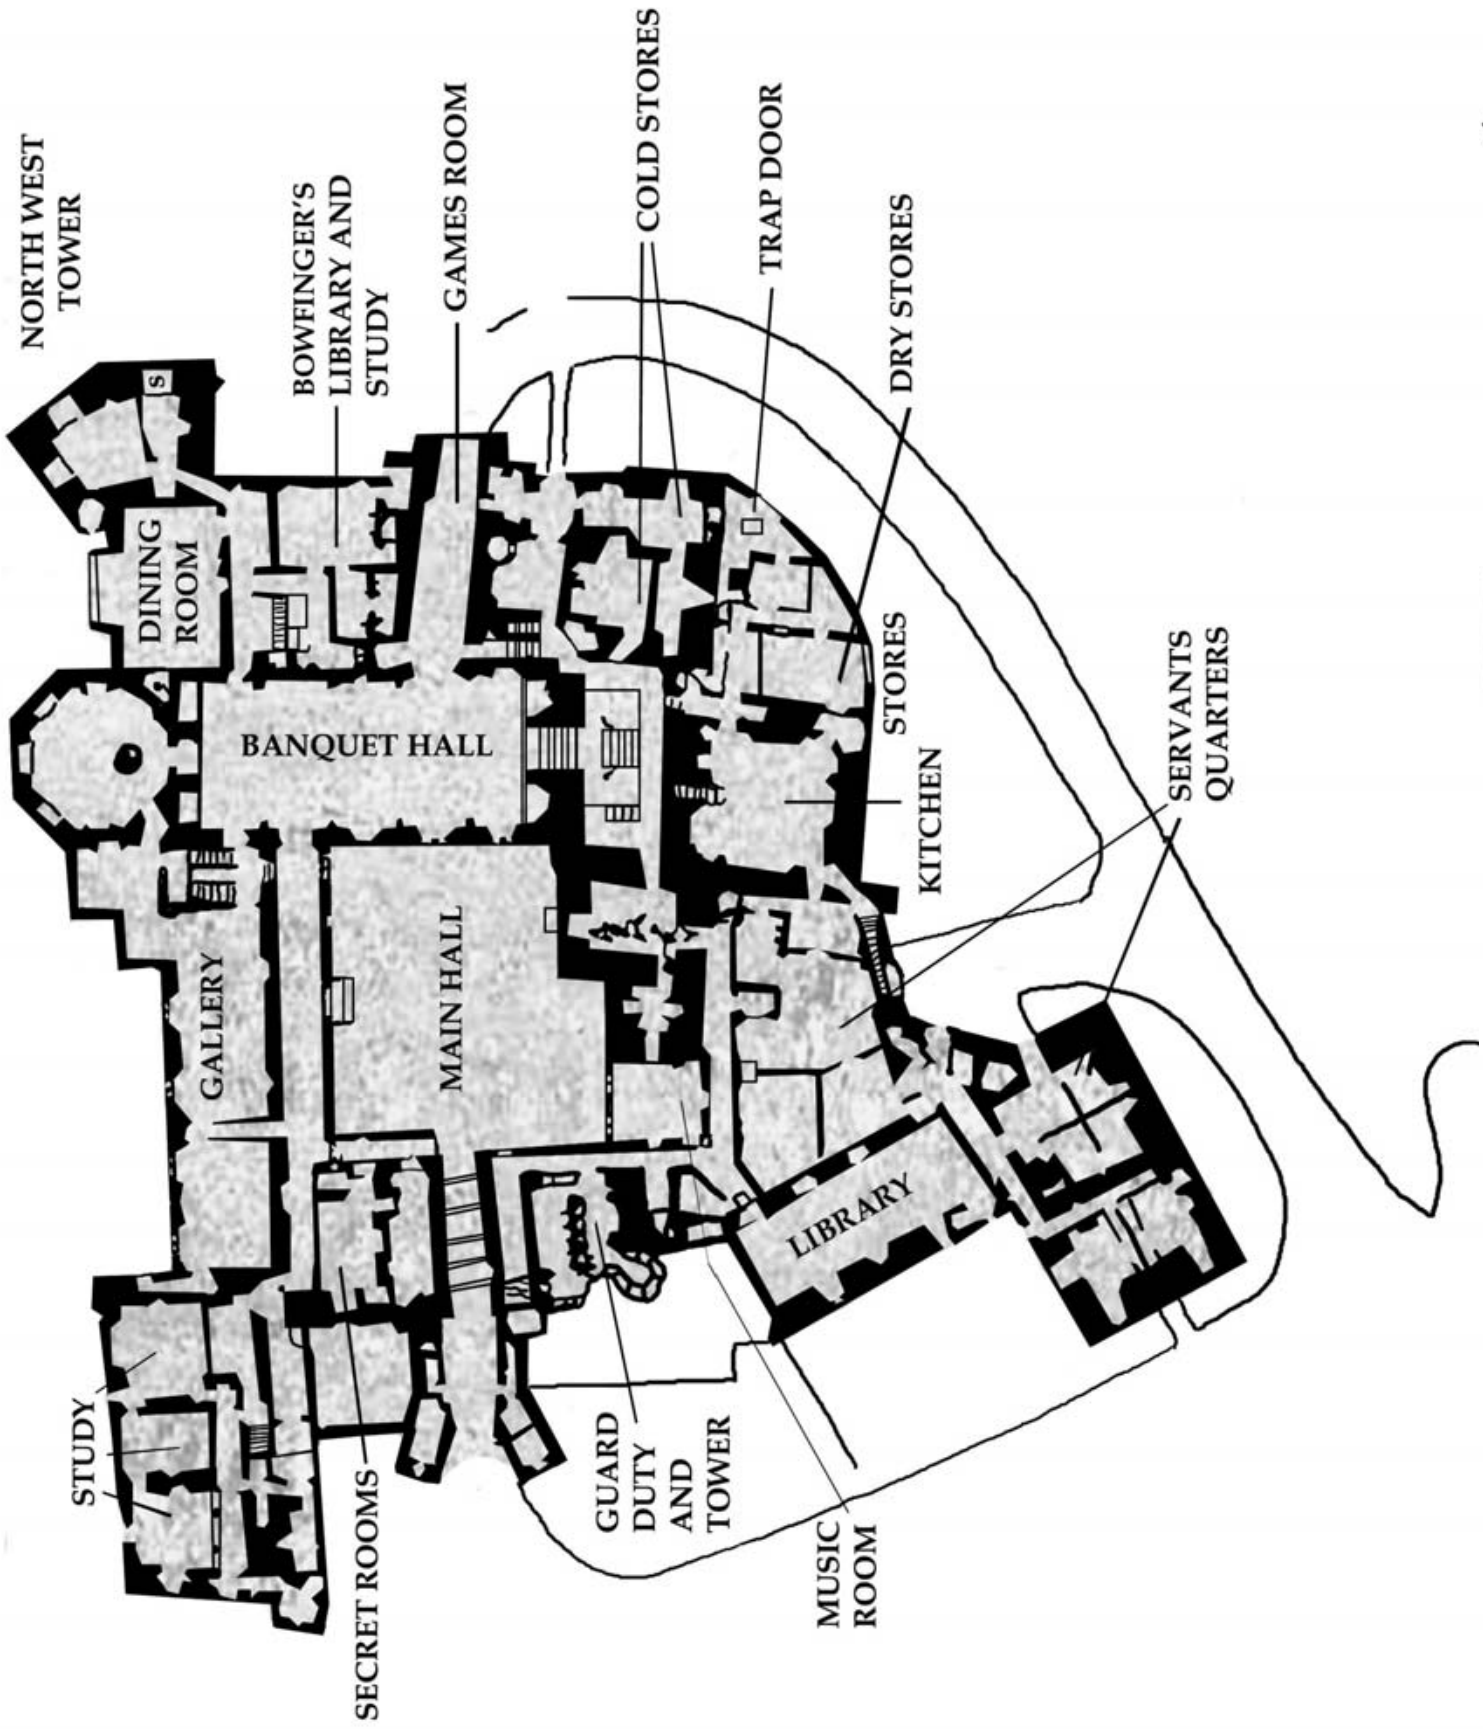 NORTH WEST
TOWER
S
DINING
ROOM
BOWFINGER'S
LIBRARY AND
STUDY
GAMES ROOM
COLD STORES
TRAP DOOR
DRY STORES
BANQUET HALL
STORES
KITCHEN
SERVANTS
QUARTERS
GALLERY
MAIN HALL
LIBRARY
STUDY
SECRET ROOMS
GUARD
DUTY
AND
TOWER
MUSIC
ROOM